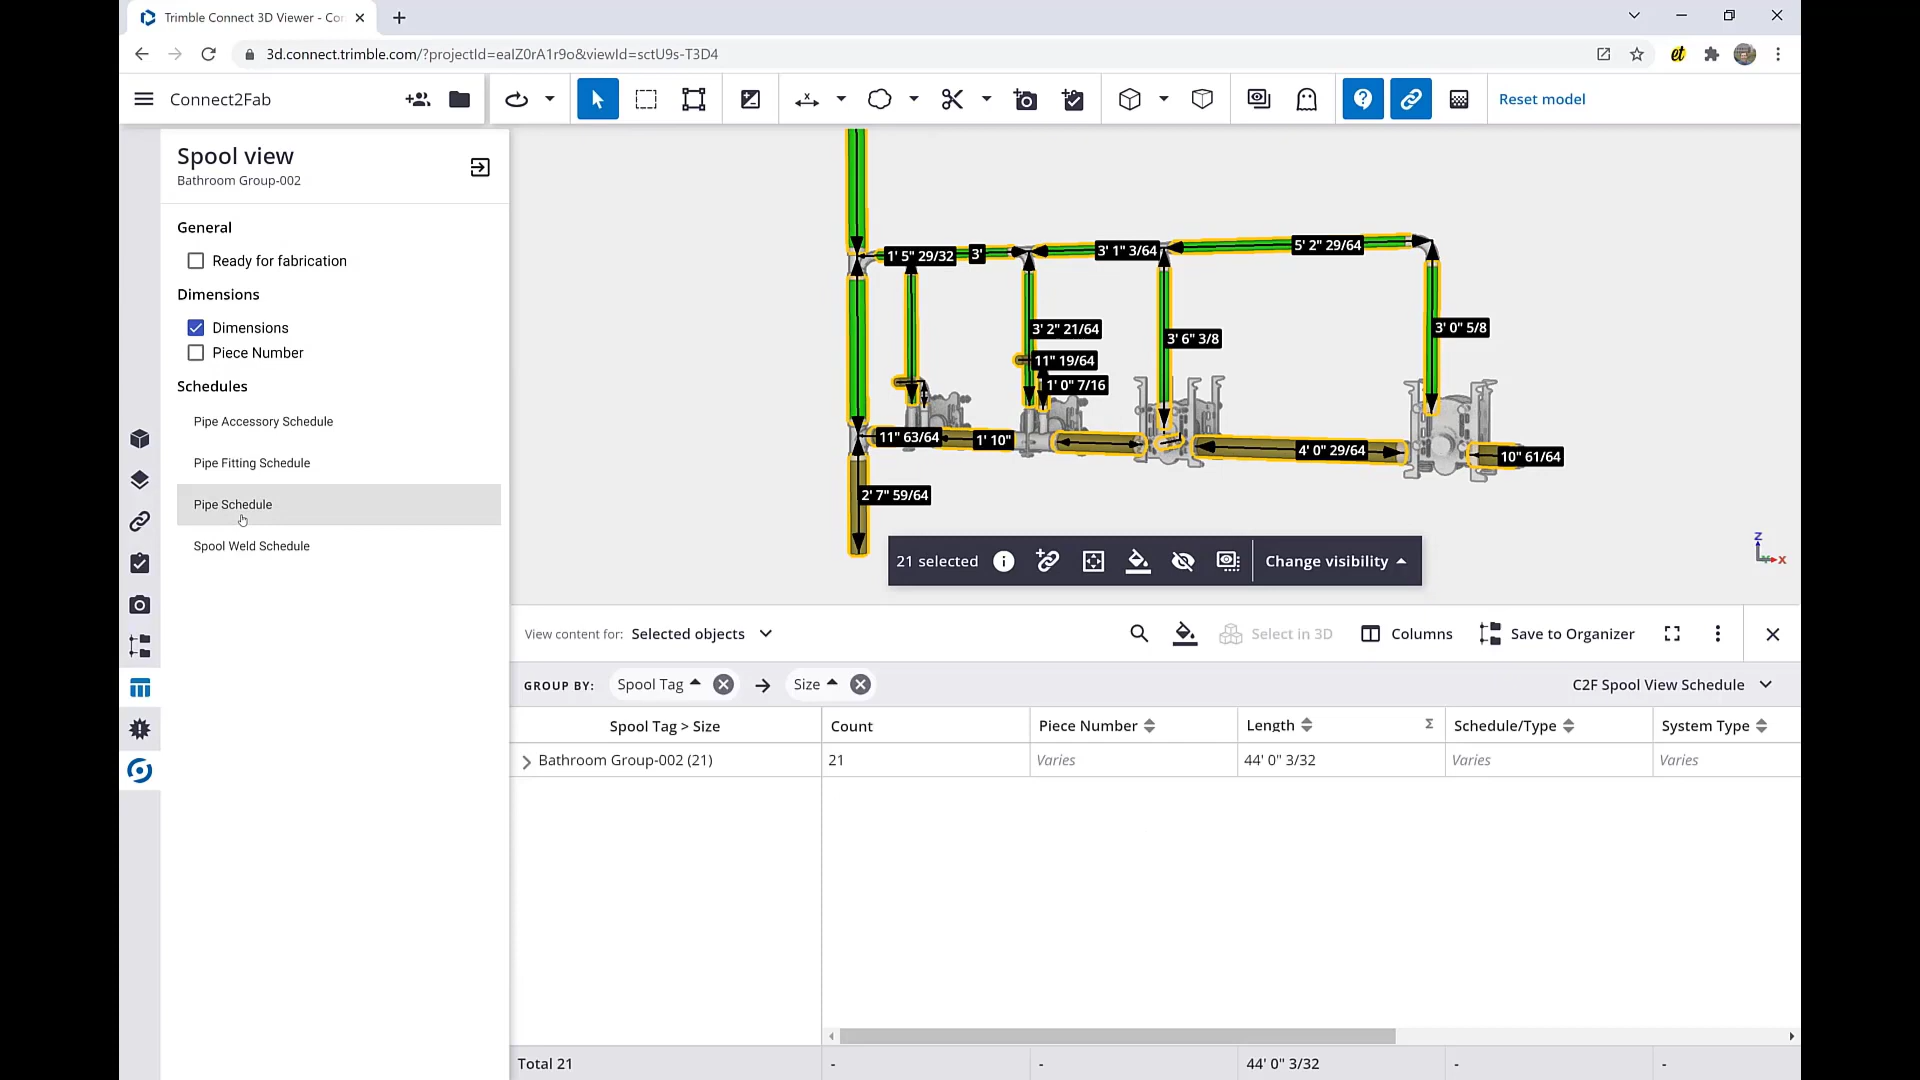 Trimble Connect 3D Viewer - Co
3d.connect.trimble.com/?projectId=eaIZ0rA1r9o&viewId=sctU9s-T3D4
et
Connect2Fab
x
Reset model
Spool view
Bathroom Group-002
General
Ready for fabrication
Dimensions
Dimensions
Piece Number
Schedules
Pipe Accessory Schedule
Pipe Fitting Schedule
Pipe Schedule
Spool Weld Schedule
1' 5" 29/32
3'
3' 1" 3/64
5' 2" 29/64
3' 2" 21/64
3' 6" 3/8
3' 0" 5/8
11" 19/64
1' 0" 7/16
11" 63/64
1' 10"
4' 0" 29/64
10" 61/64
2' 7" 59/64
Z
X
21 selected
Change visibility
View content for: Selected objects
Select in 3D
Columns
Save to Organizer
GROUP BY: Spool Tag Size
C2F Spool View Schedule
Spool Tag > Size Count Piece Number Length Σ Schedule/Type System Type
Bathroom Group-002 (21) 21 Varies 44' 0" 3/32 Varies Varies
Total 21 - - 44' 0" 3/32 - -